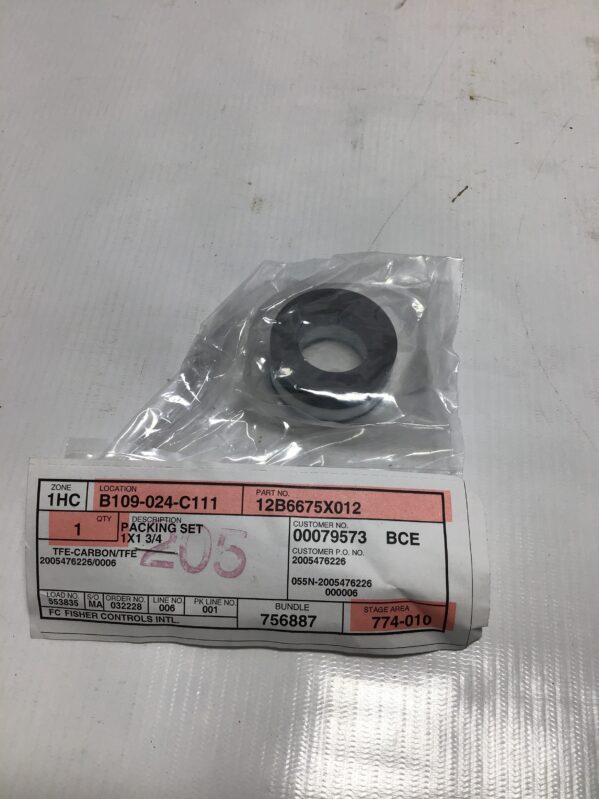 ZONE
1HC
LOCATION
B109-024-C111
PART NO.
12B6675X012
QTY
1
DESCRIPTION
PACKING SET
1X1 3/4
TFE-CARBON/TFE
2005476226/0006
205
CUSTOMER NO.
00079573 BCE
CUSTOMER P.O. NO.
2005476226
055N-2005476226
000006
LOAD NO.
553835
S/O
MA
ORDER NO.
032228
LINE NO.
006
PK LINE NO.
001
BUNDLE
756887
STAGE AREA
774-010
FC FISHER CONTROLS INTL.